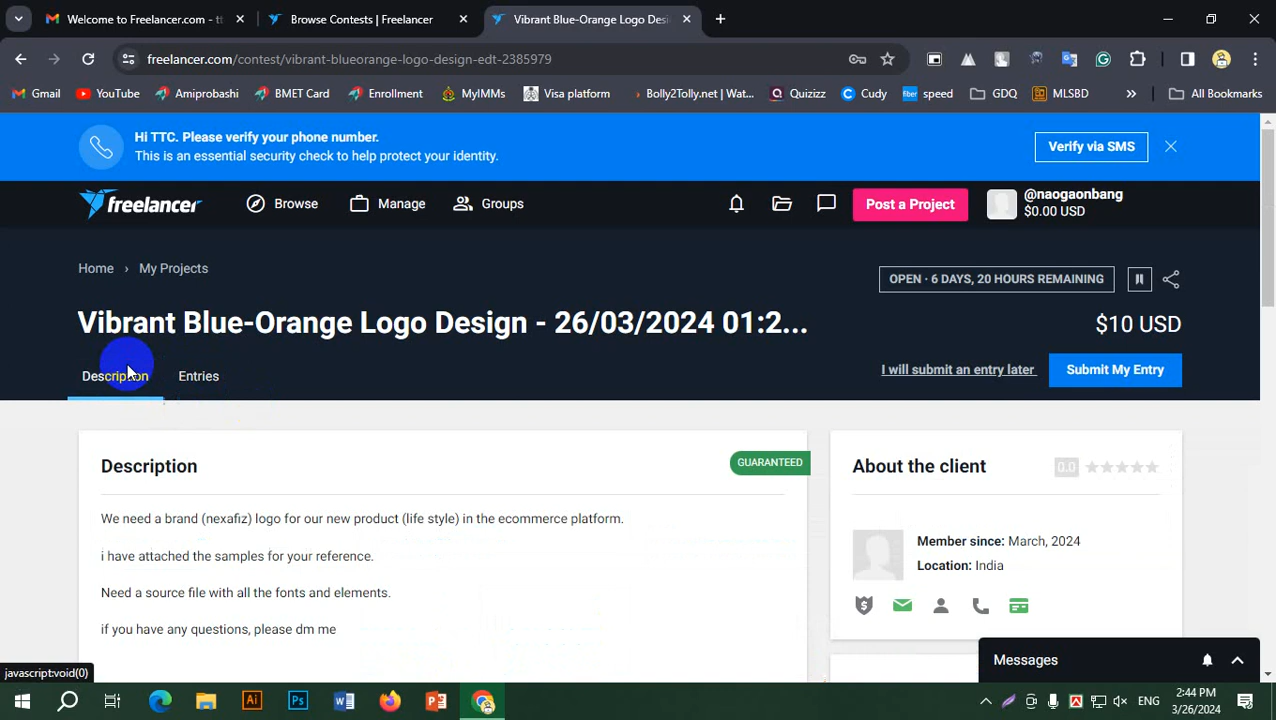 Welcome to Freelancer.com - tt
Browse Contests | Freelancer
Vibrant Blue-Orange Logo Desi
freelancer.com/contest/vibrant-blueorange-logo-design-edt-2385979
Gmail YouTube Amiprobashi BMET Card Enrollment MyIMMs Visa platform Bolly2Tolly.net | Wat... Quizizz Cudy speed GDQ MLSBD » All Bookmarks
Hi TTC. Please verify your phone number.
This is an essential security check to help protect your identity.
Verify via SMS
freelancer Browse Manage Groups Post a Project @naogaonbang
$0.00 USD
Home › My Projects
OPEN · 6 DAYS, 20 HOURS REMAINING
Vibrant Blue-Orange Logo Design - 26/03/2024 01:2...
$10 USD
Description Entries
I will submit an entry later
Submit My Entry
Description
GUARANTEED
We need a brand (nexafiz) logo for our new product (life style) in the ecommerce platform.
i have attached the samples for your reference.
Need a source file with all the fonts and elements.
if you have any questions, please dm me
About the client
0.0
Member since: March, 2024
Location: India
Messages
javascript:void(0)
ENG
2:44 PM
3/26/2024